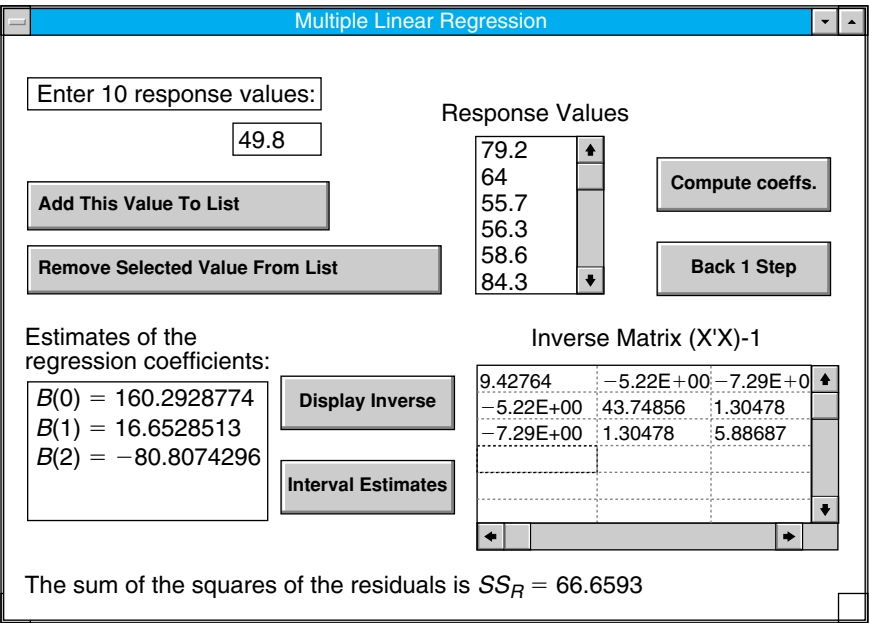 Multiple Linear Regression
Enter 10 response values:
49.8
Add This Value To List
Remove Selected Value From List
Response Values
79.2
64
55.7
56.3
58.6
84.3
Compute coeffs.
Back 1 Step
Estimates of the
regression coefficients:
B(0) = 160.2928774
B(1) = 16.6528513
B(2) = −80.8074296
Display Inverse
Interval Estimates
Inverse Matrix (X'X)-1
9.42764 −5.22E+00 −7.29E+0
−5.22E+00 43.74856 1.30478
−7.29E+00 1.30478 5.88687
The sum of the squares of the residuals is SS_R = 66.6593